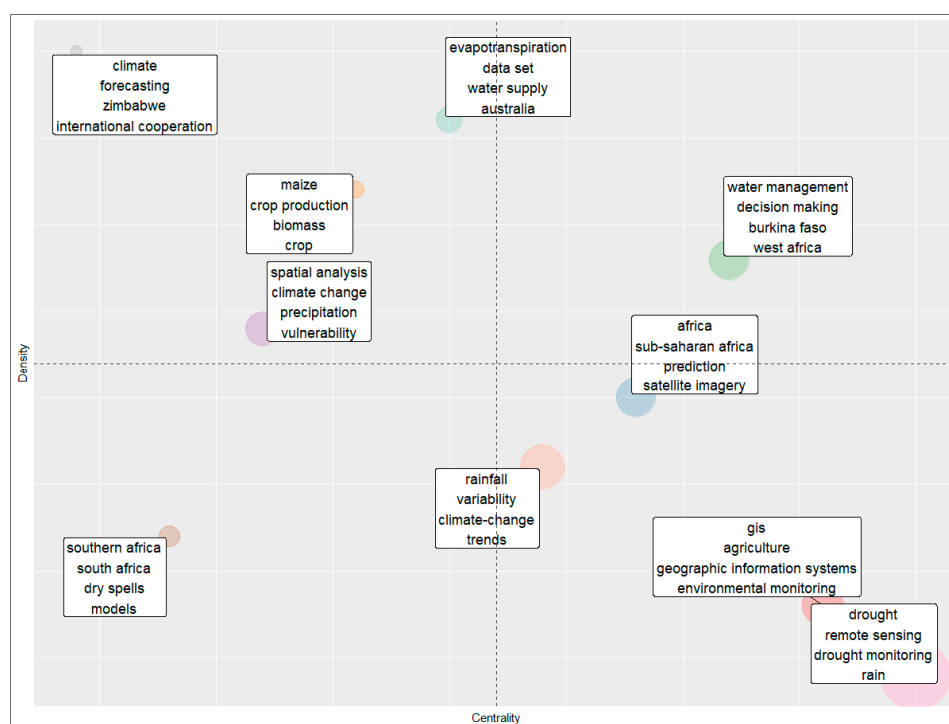 climate
forecasting
zimbabwe
international cooperation
evapotranspiration
data set
water supply
australia
maize
crop production
biomass
crop
water management
decision making
burkina faso
west africa
spatial analysis
climate change
precipitation
vulnerability
africa
sub-saharan africa
prediction
satellite imagery
Density
rainfall
variability
climate-change
trends
southern africa
south africa
dry spells
models
gis
agriculture
geographic information systems
environmental monitoring
drought
remote sensing
drought monitoring
rain
Centrality